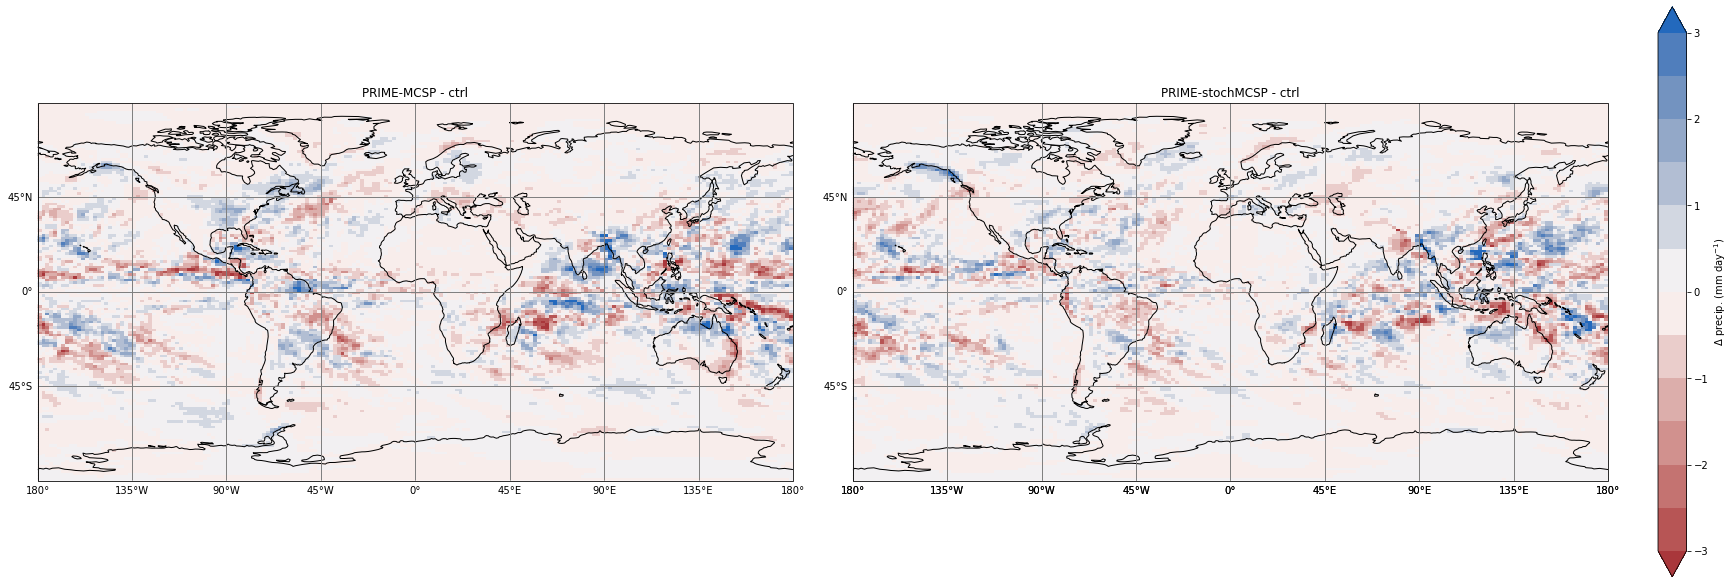 PRIME-MCSP - ctrl
45°N
0°
45°S
180°
135°W
90°W
45°W
0°
45°E
90°E
135°E
180°
PRIME-stochMCSP - ctrl
45°N
0°
45°S
180°
135°W
90°W
45°W
0°
45°E
90°E
135°E
180°
3
2
1
0
−1
−2
−3
Δ precip. (mm day⁻¹)